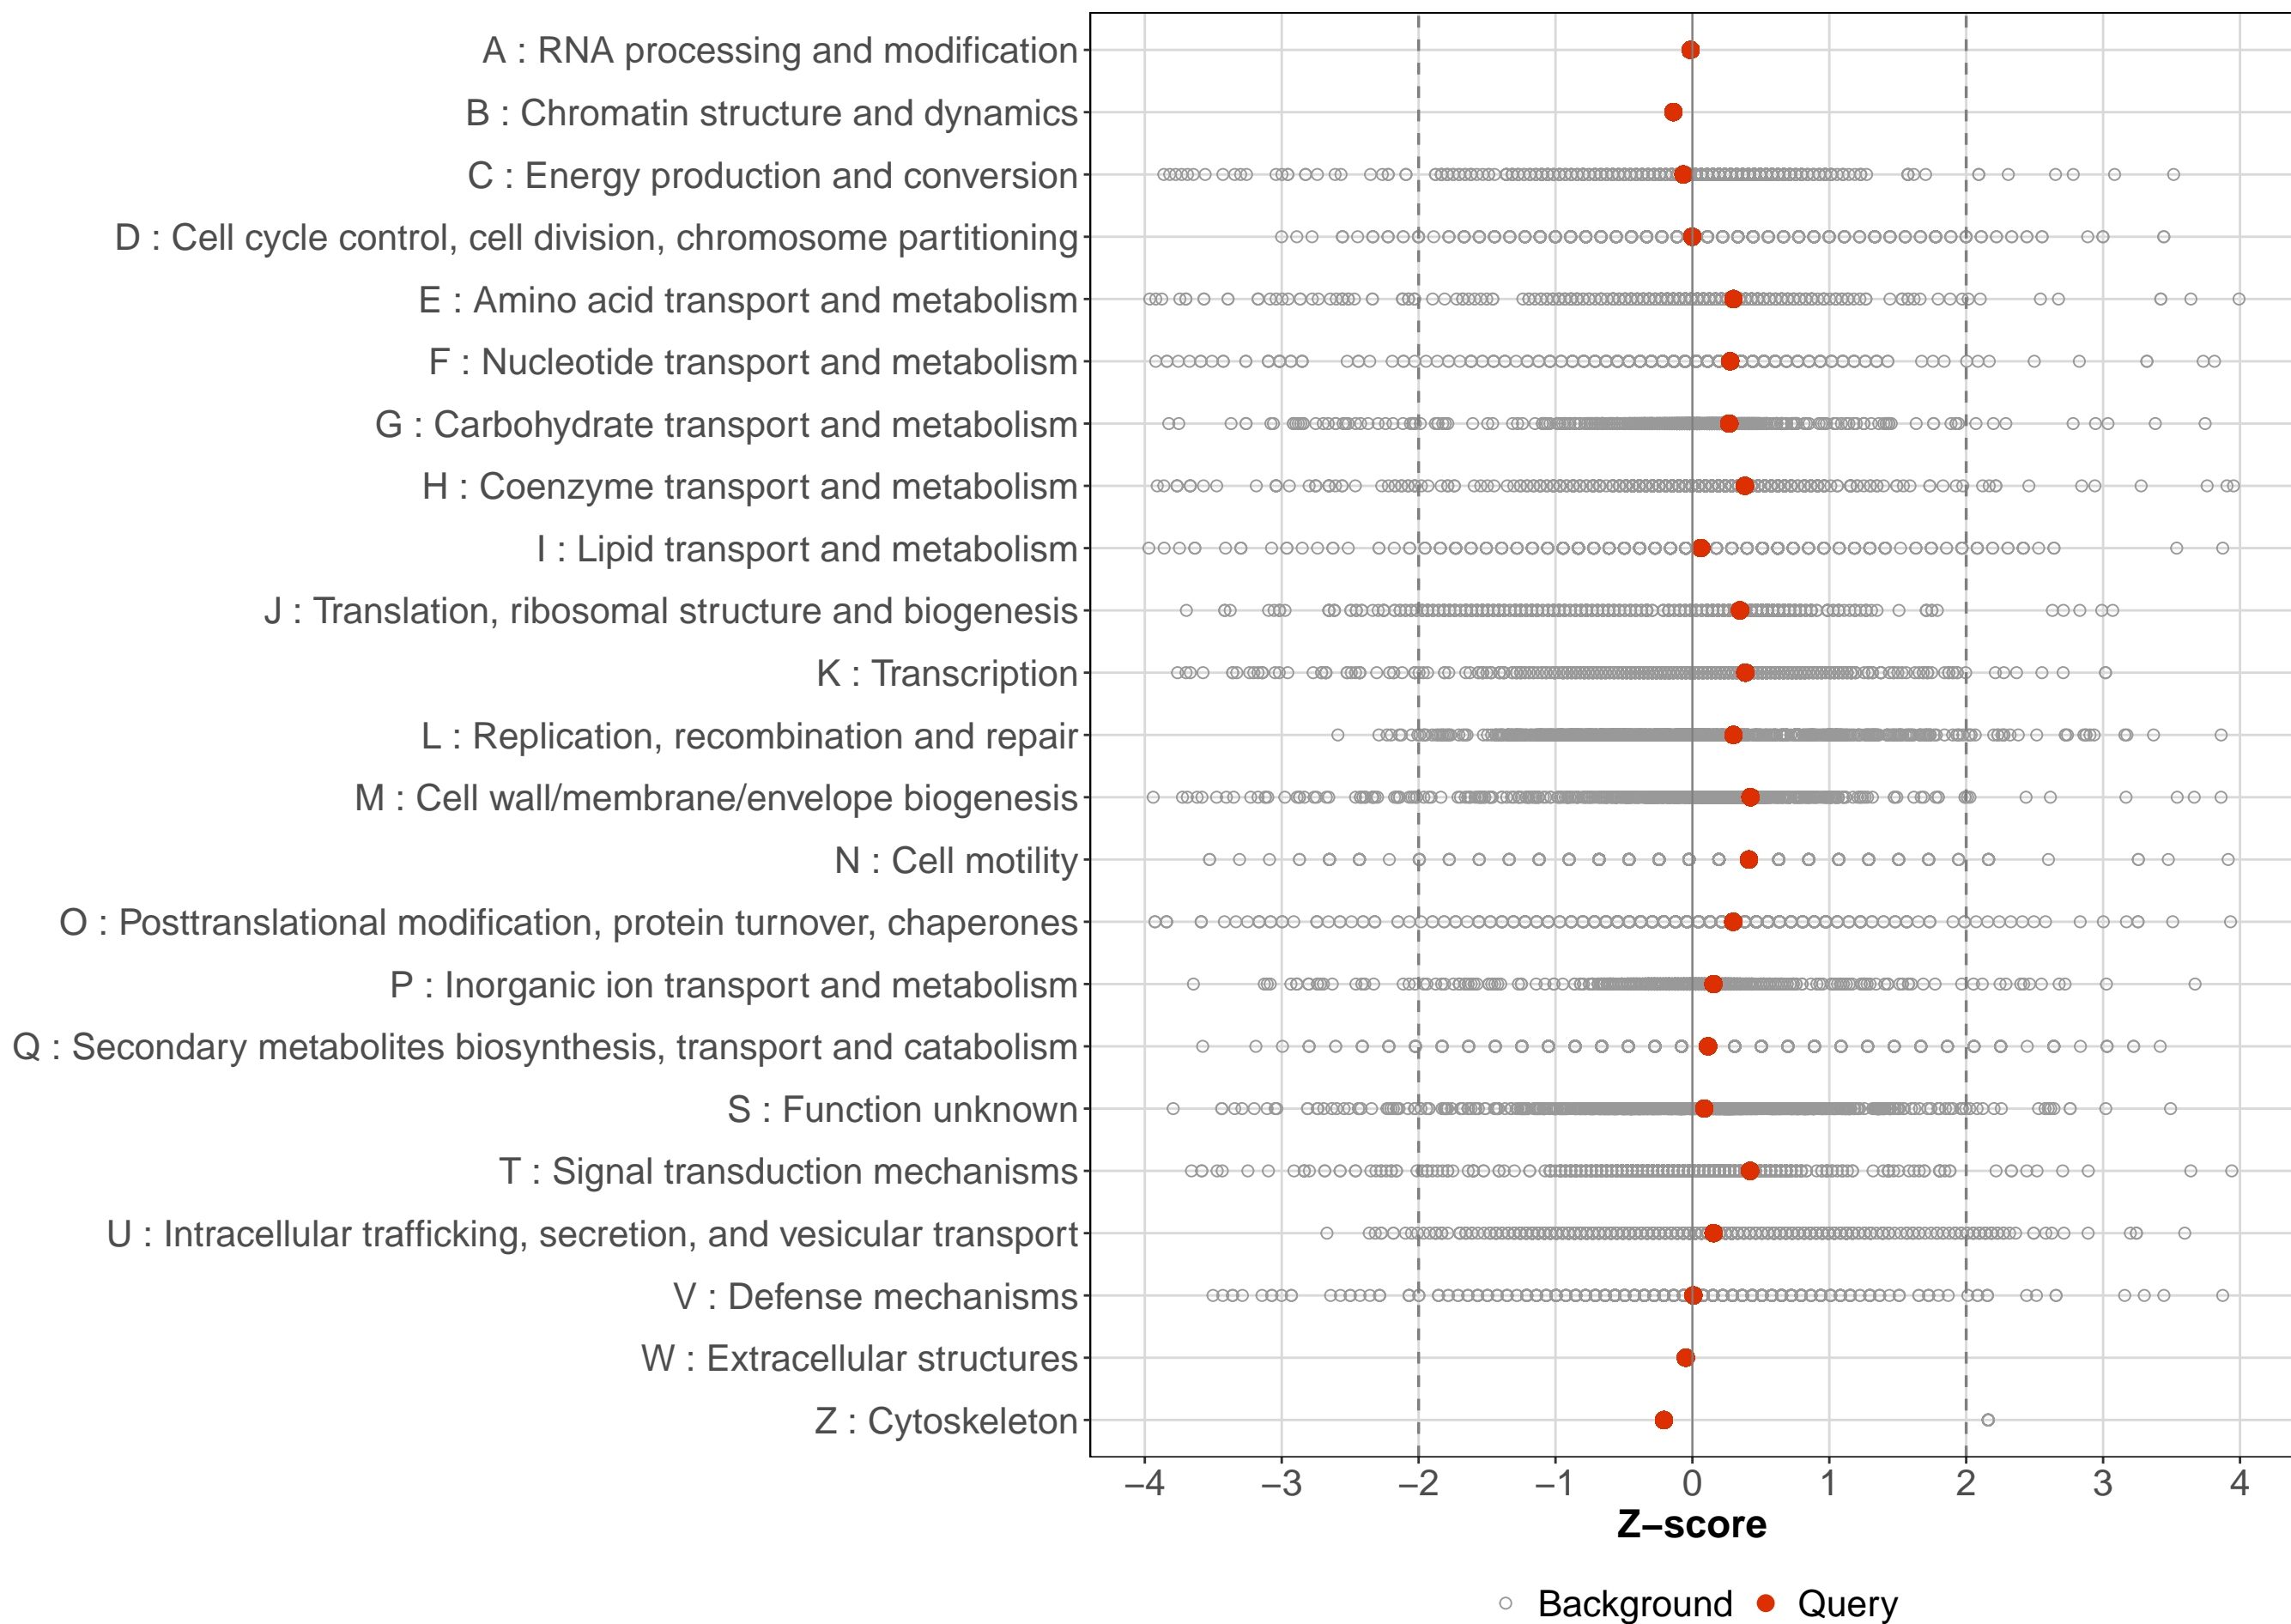 A : RNA processing and modification
B : Chromatin structure and dynamics
C : Energy production and conversion
D : Cell cycle control, cell division, chromosome partitioning
E : Amino acid transport and metabolism
F : Nucleotide transport and metabolism
G : Carbohydrate transport and metabolism
H : Coenzyme transport and metabolism
I : Lipid transport and metabolism
J : Translation, ribosomal structure and biogenesis
K : Transcription
L : Replication, recombination and repair
M : Cell wall/membrane/envelope biogenesis
N : Cell motility
O : Posttranslational modification, protein turnover, chaperones
P : Inorganic ion transport and metabolism
Q : Secondary metabolites biosynthesis, transport and catabolism
S : Function unknown
T : Signal transduction mechanisms
U : Intracellular trafficking, secretion, and vesicular transport
V : Defense mechanisms
W : Extracellular structures
Z : Cytoskeleton
−4 −3 −2 −1 0 1 2 3 4
Z−score
Background Query